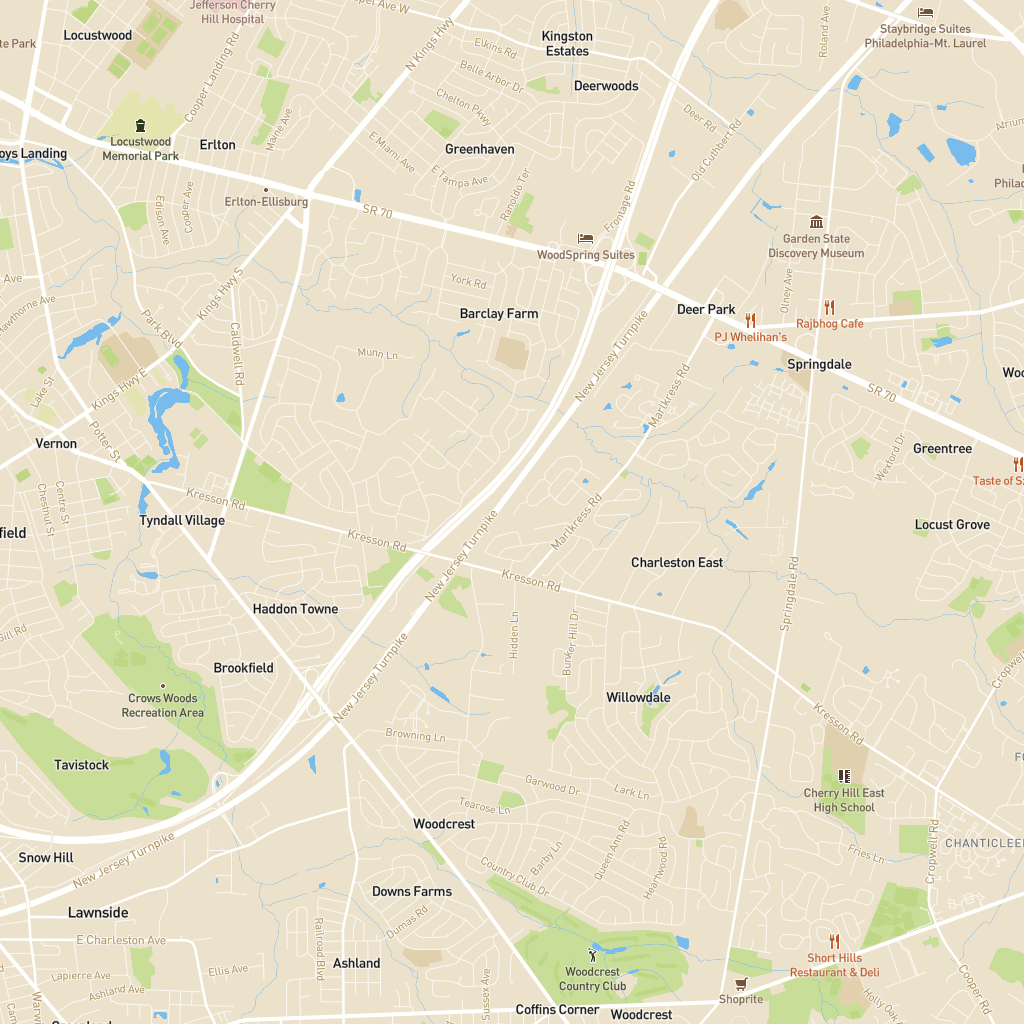 Jefferson Cherry
Hill Hospital
Locustwood
Kingston
Estates
Roland Ave
Staybridge Suites
Philadelphia-Mt. Laurel
N Kings Hwy
Elkins Rd
Belle Arbor Dr
Deerwoods
Cooper Landing Rd
Chelton Pkwy
Maine Ave
Deer Rd
Old Cuthbert Rd
Locustwood
Memorial Park
Erlton
E Miami Ave
Greenhaven
E Tampa Ave
Ranoldo Ter
Frontage Rd
Erlton-Ellisburg
Edison Ave
Cooper Ave
SR 70
WoodSpring Suites
Garden State
Discovery Museum
Olney Ave
York Rd
Kings Hwy S
Barclay Farm
Deer Park
PJ Whelihan's
Rajbhog Cafe
Park Blvd
Caldwell Rd
Munn Ln
New Jersey Turnpike
Springdale
SR 70
Lake St
Kings Hwy E
Marlkress Rd
Vernon
Potter St
Wexford Dr
Greentree
Centre St
Chestnut St
Kresson Rd
Tyndall Village
Kresson Rd
New Jersey Turnpike
Marlkress Rd
Locust Grove
Charleston East
Kresson Rd
Springdale Rd
Haddon Towne
Hidden Ln
Bunker Hill Dr
Brookfield
New Jersey Turnpike
Crows Woods
Recreation Area
Willowdale
Kresson Rd
Browning Ln
Tavistock
Garwood Dr
Lark Ln
Cherry Hill East
High School
Tearose Ln
Woodcrest
Snow Hill
New Jersey Turnpike
Barby Ln
Queen Ann Rd
Heartwood Rd
Fries Ln
Cropwell Rd
Country Club Dr
Downs Farms
Lawnside
Dumas Rd
E Charleston Ave
Railroad Blvd
Ashland
Ellis Ave
Lapierre Ave
Ashland Ave
Sussex Ave
Woodcrest
Country Club
Short Hills
Restaurant & Deli
Shoprite
Cooper Rd
Coffins Corner
Woodcrest